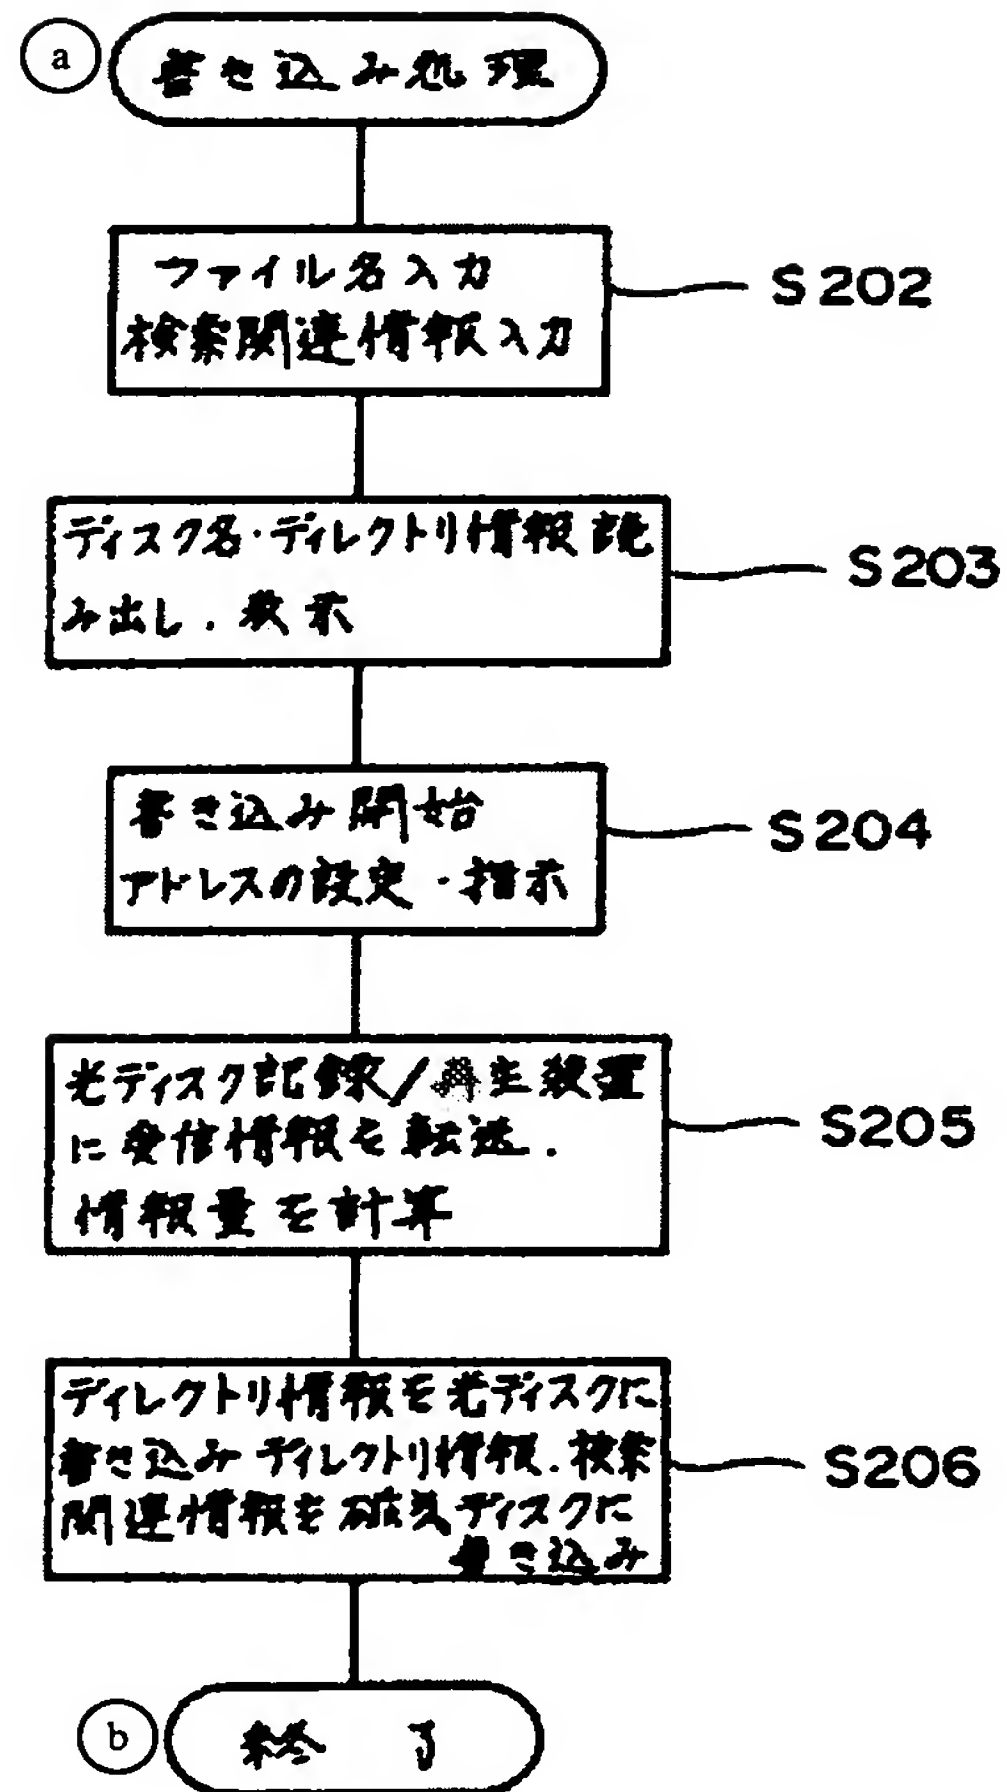 a
書き込み処理
ファイル名入力
検索関連情報入力
S202
ディスク名・ディレクトリ情報読
み出し.表示
S203
書き込み開始
アドレスの設定・指示
S204
光ディスク記録/再生装置
に受信情報を転送.
情報量を計算
S205
ディレクトリ情報を光ディスクに
書き込みディレクトリ情報.検索
関連情報を磁気ディスクに
書き込み
S206
b
終 了